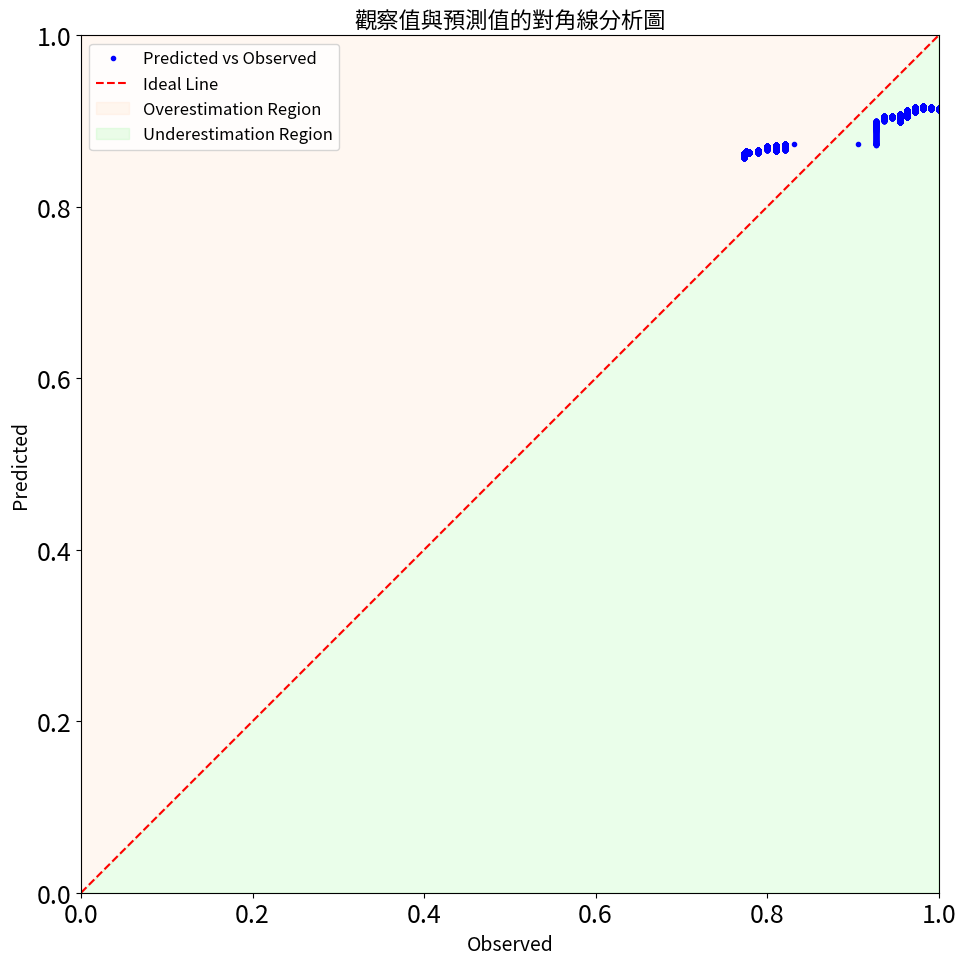 觀察值與預測值的對角線分析圖
Predicted vs Observed
Ideal Line
Overestimation Region
Underestimation Region
Predicted
1.0
0.8
0.6
0.4
0.2
0.0
0.0 0.2 0.4 0.6 0.8 1.0
Observed